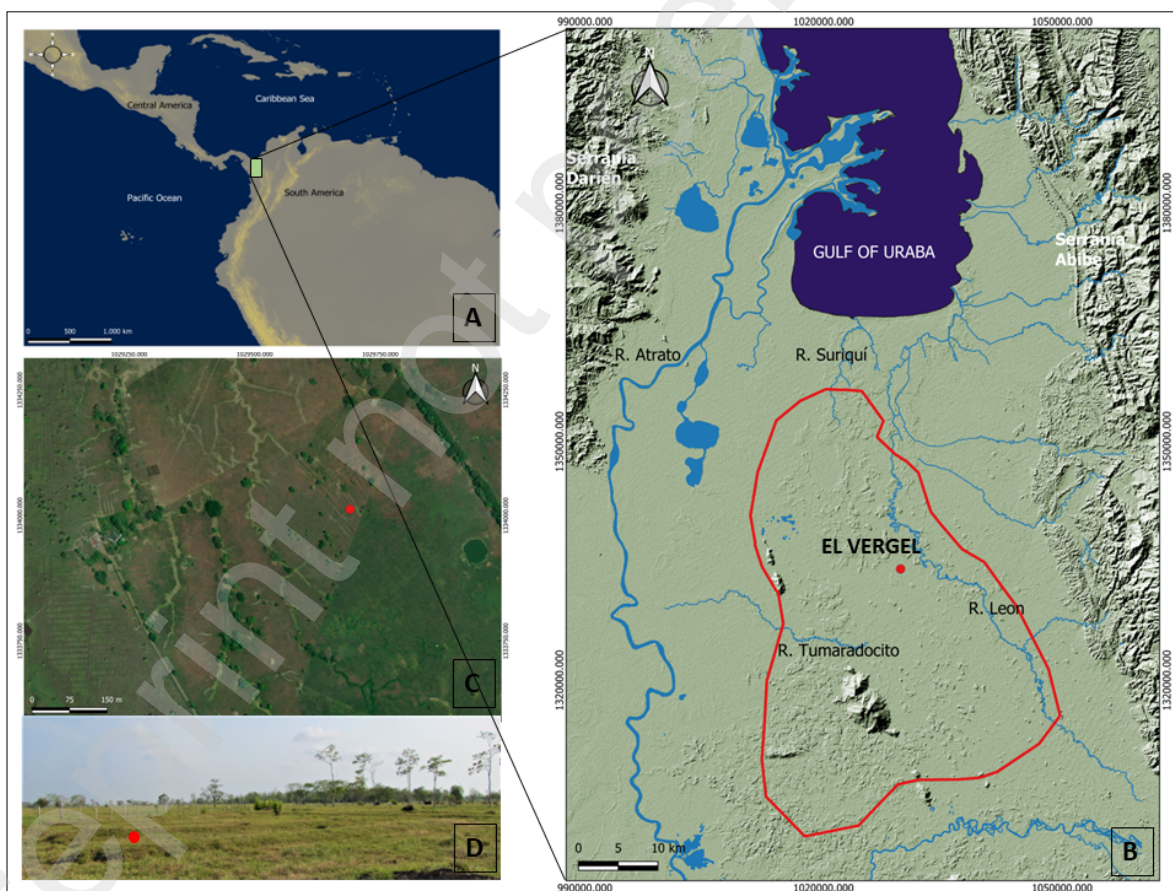 Central America
Caribbean Sea
Pacific Ocean
South America
N
0 500 1.000 km
A
1029250.000 1029500.000 1029750.000
1334250.000 1334250.000
1334000.000 1334000.000
1333750.000 1333750.000
N
0 75 150 m
C
D
990000.000 1020000.000 1050000.000
N
Serranía
Darién
1380000.000
GULF OF URABA
Serranía
Abibe
R. Atrato
R. Suriquí
1350000.000 1350000.000
EL VERGEL
R. Leon
R. Tumaradocito
1320000.000 1320000.000
0 5 10 km
B
990000.000 1020000.000 1050000.000